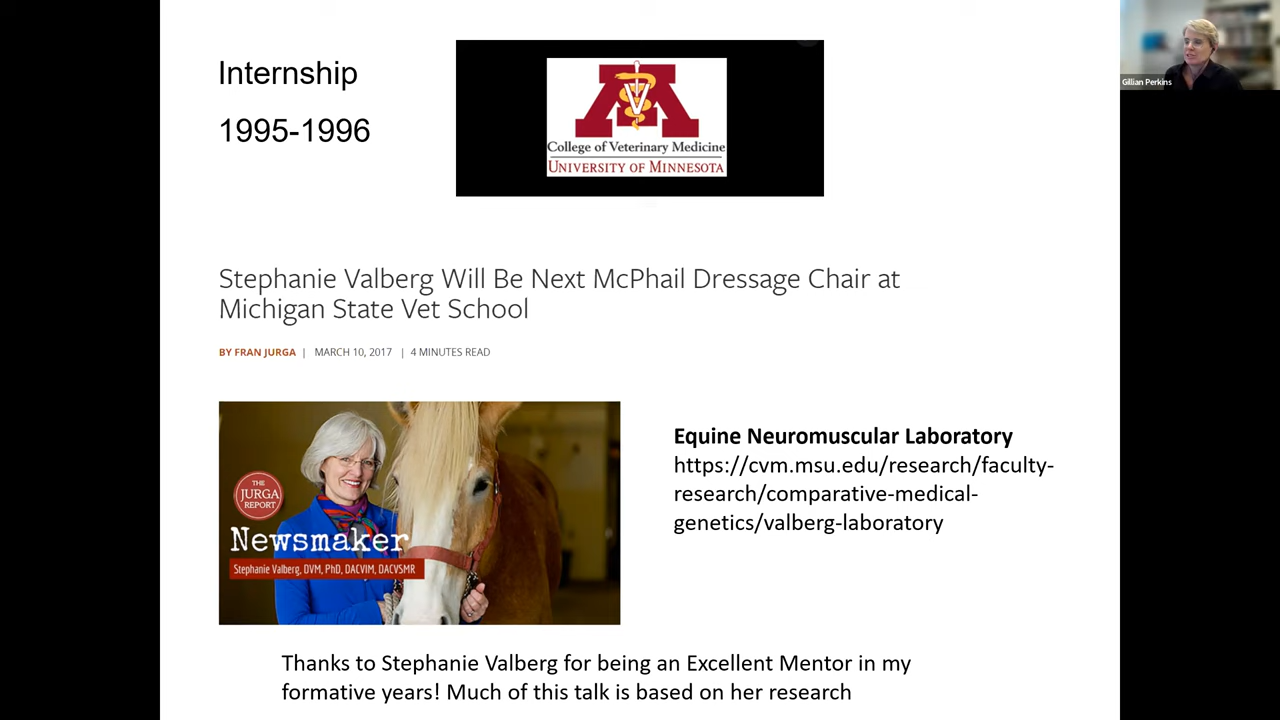 Internship
1995-1996
College of Veterinary Medicine
UNIVERSITY OF MINNESOTA
Gillian Perkins
Stephanie Valberg Will Be Next McPhail Dressage Chair at
Michigan State Vet School
BY FRAN JURGA | MARCH 10, 2017 | 4 MINUTES READ
THE
JURGA
REPORT
Newsmaker
Stephanie Valberg, DVM, PhD, DACVIM, DACVSMR
Equine Neuromuscular Laboratory
https://cvm.msu.edu/research/faculty-
research/comparative-medical-
genetics/valberg-laboratory
Thanks to Stephanie Valberg for being an Excellent Mentor in my
formative years! Much of this talk is based on her research